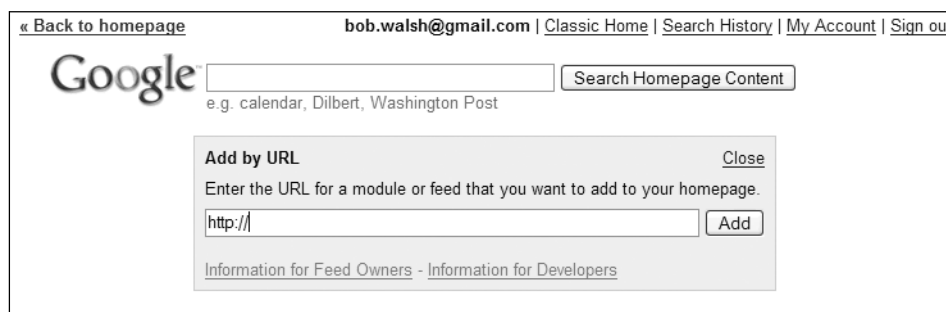 « Back to homepage bob.walsh@gmail.com | Classic Home | Search History | My Account | Sign ou
Google™ Search Homepage Content
e.g. calendar, Dilbert, Washington Post
Add by URL Close
Enter the URL for a module or feed that you want to add to your homepage.
http:// Add
Information for Feed Owners - Information for Developers